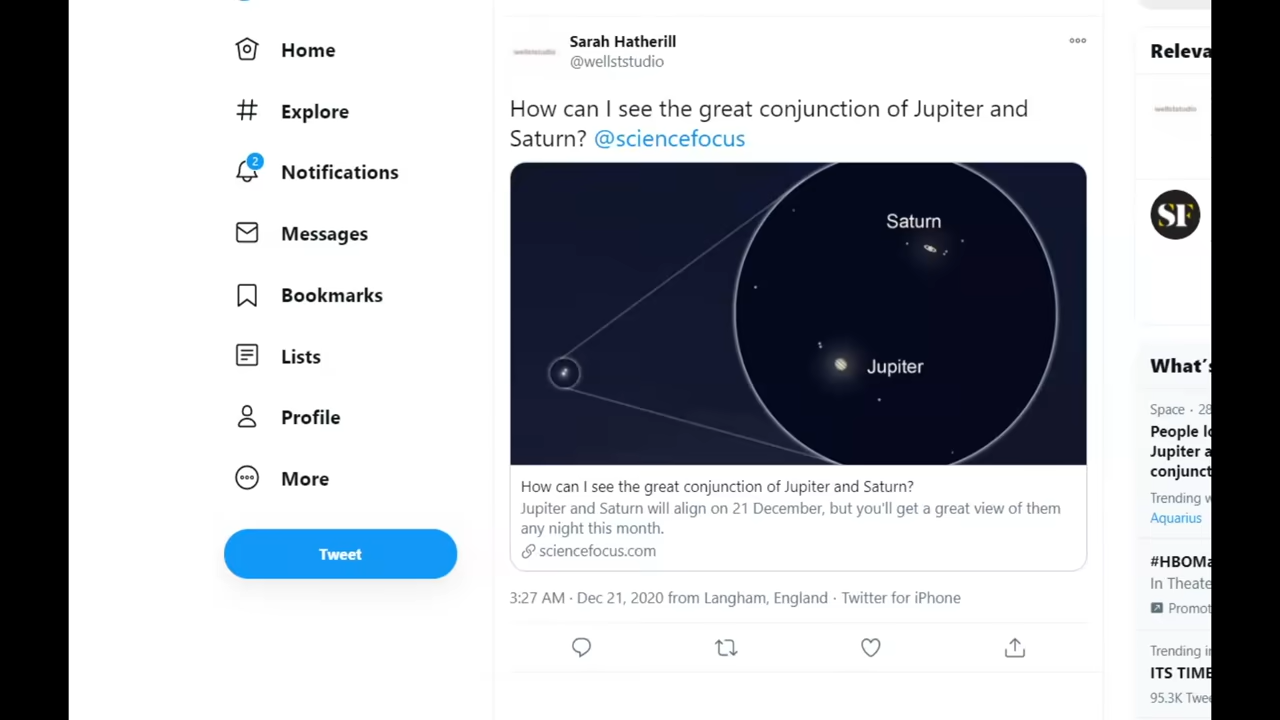 Home
Explore
2
Notifications
Messages
Bookmarks
Lists
Profile
More
Tweet
wellststudio
Sarah Hatherill
@wellststudio
How can I see the great conjunction of Jupiter and
Saturn? @sciencefocus
Saturn
Jupiter
How can I see the great conjunction of Jupiter and Saturn?
Jupiter and Saturn will align on 21 December, but you'll get a great view of them
any night this month.
sciencefocus.com
3:27 AM · Dec 21, 2020 from Langham, England · Twitter for iPhone
Releva
wellststudio
SF
What's
Space · 28
People lo
Jupiter a
conjunct
Trending w
Aquarius
#HBOMa
In Theate
Promot
Trending in
ITS TIME
95.3K Twee